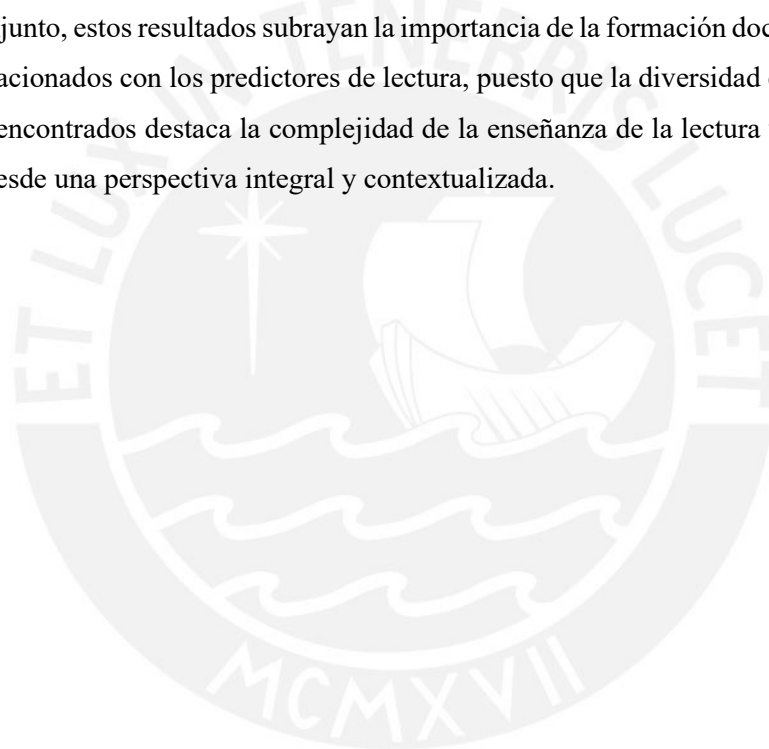 junto, estos resultados subrayan la importancia de la formación doc
acionados con los predictores de lectura, puesto que la diversidad
encontrados destaca la complejidad de la enseñanza de la lectura
esde una perspectiva integral y contextualizada.
ET LUX IN TENEBRIS LUCET
MCMXVII